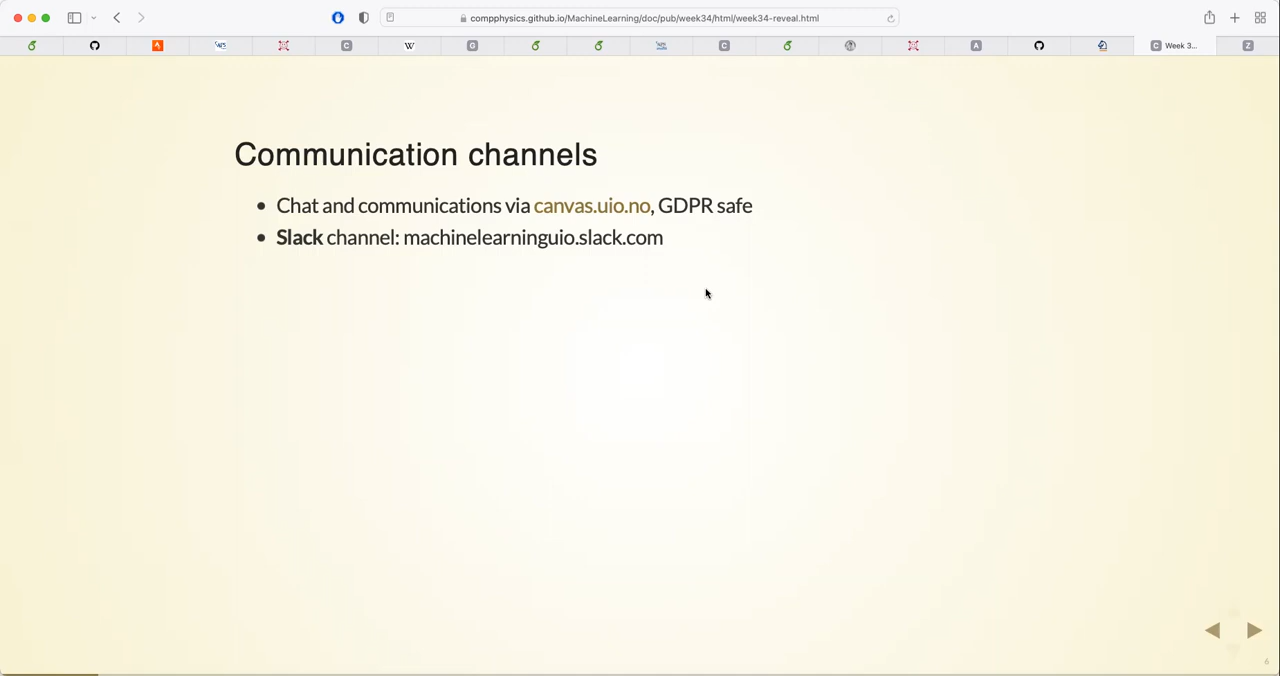 compphysics.github.io/MachineLearning/doc/pub/week34/html/week34-reveal.html
C
W
G
C
A
C Week 3...
Z
Communication channels
• Chat and communications via canvas.uio.no, GDPR safe
• Slack channel: machinelearninguio.slack.com
6